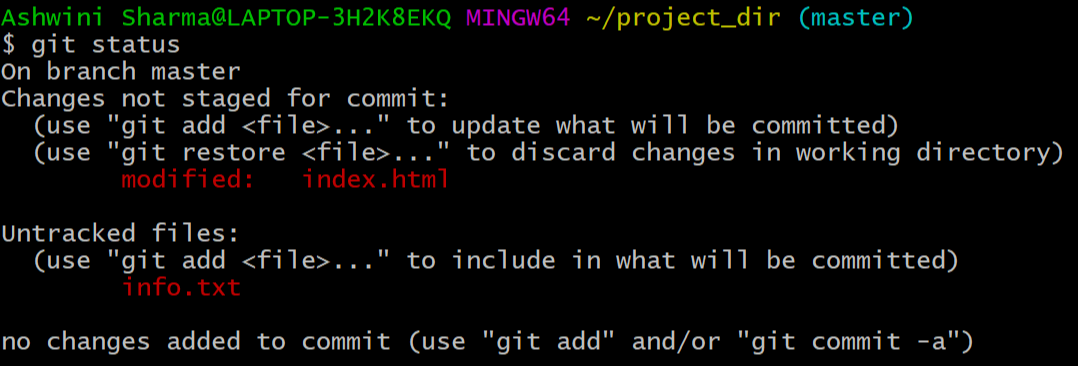 Ashwini Sharma@LAPTOP-3H2K8EKQ MINGW64 ~/project_dir (master)
$ git status
On branch master
Changes not staged for commit:
  (use "git add <file>..." to update what will be committed)
  (use "git restore <file>..." to discard changes in working directory)
        modified:   index.html

Untracked files:
  (use "git add <file>..." to include in what will be committed)
        info.txt

no changes added to commit (use "git add" and/or "git commit -a")